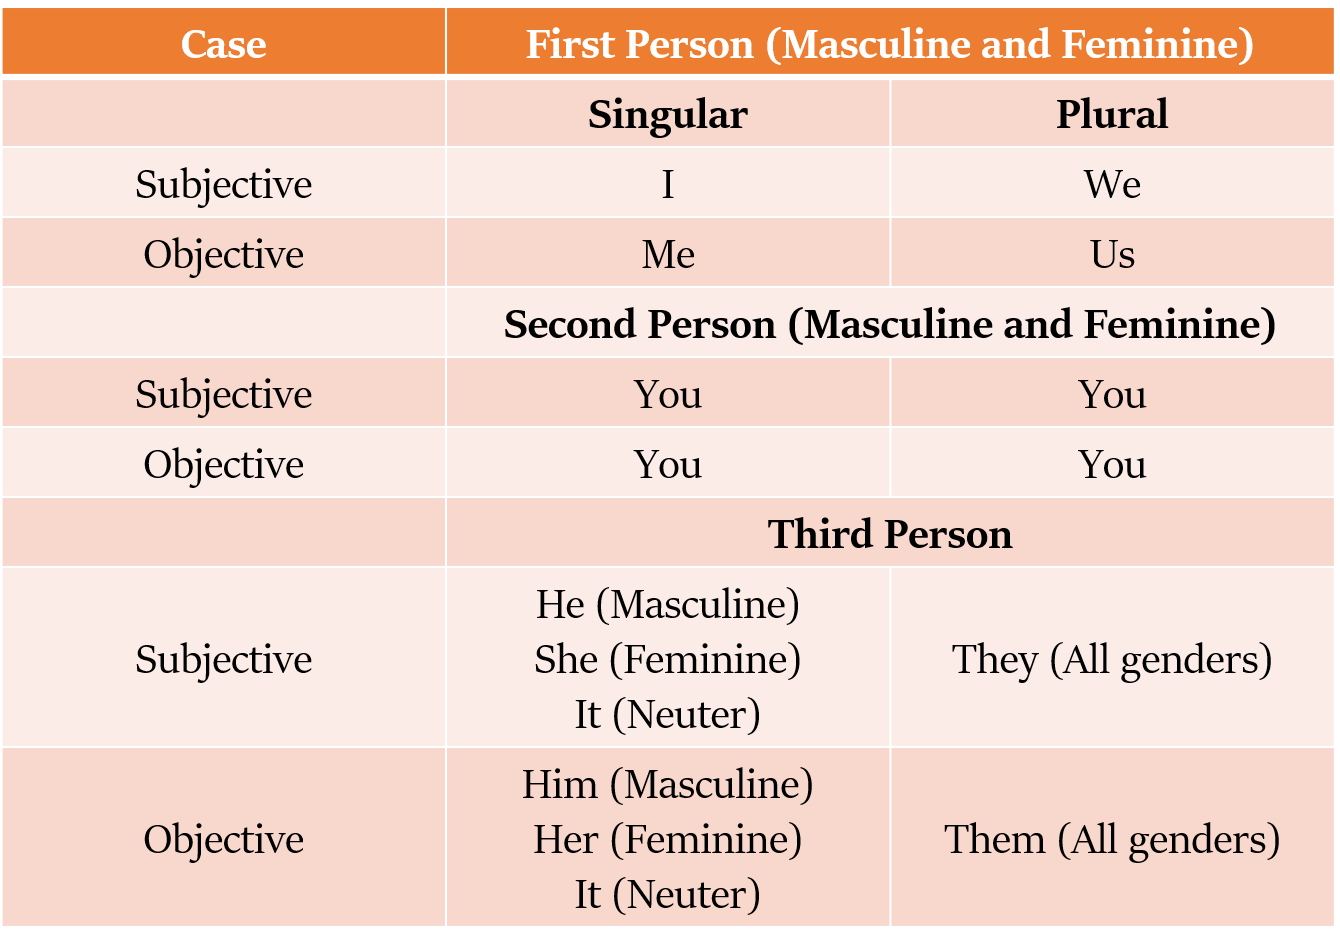 Case First Person (Masculine and Feminine)
Singular Plural
Subjective I We
Objective Me Us
Second Person (Masculine and Feminine)
Subjective You You
Objective You You
Third Person
He (Masculine)
She (Feminine)
It (Neuter)
Subjective They (All genders)
Him (Masculine)
Her (Feminine)
It (Neuter)
Objective Them (All genders)